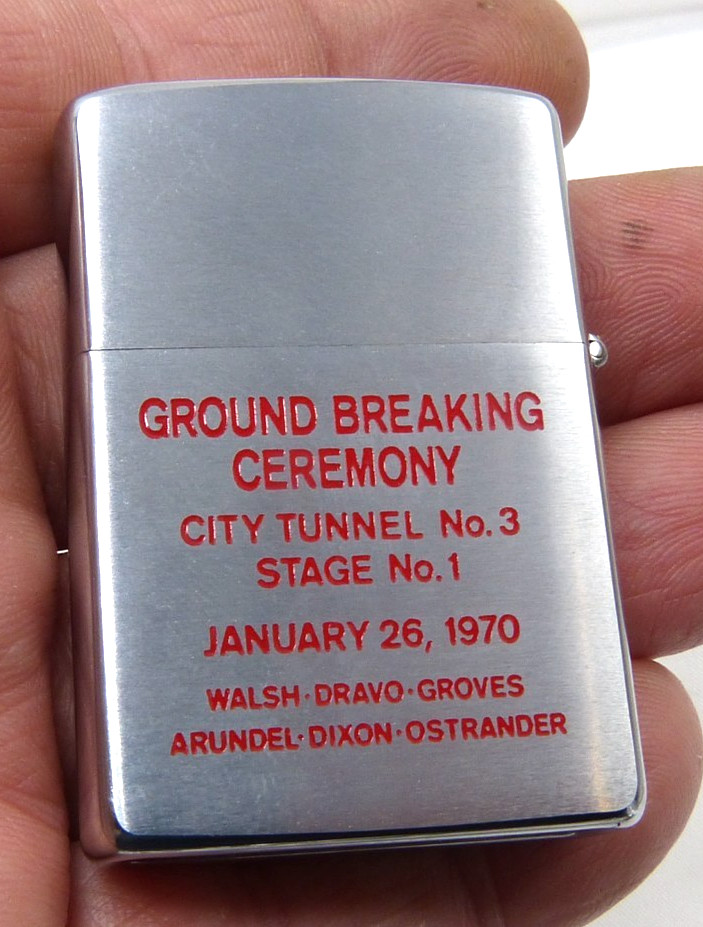 GROUND BREAKING
CEREMONY
CITY TUNNEL No. 3
STAGE No. 1
JANUARY 26, 1970
WALSH · DRAVO · GROVES
ARUNDEL · DIXON · OSTRANDER